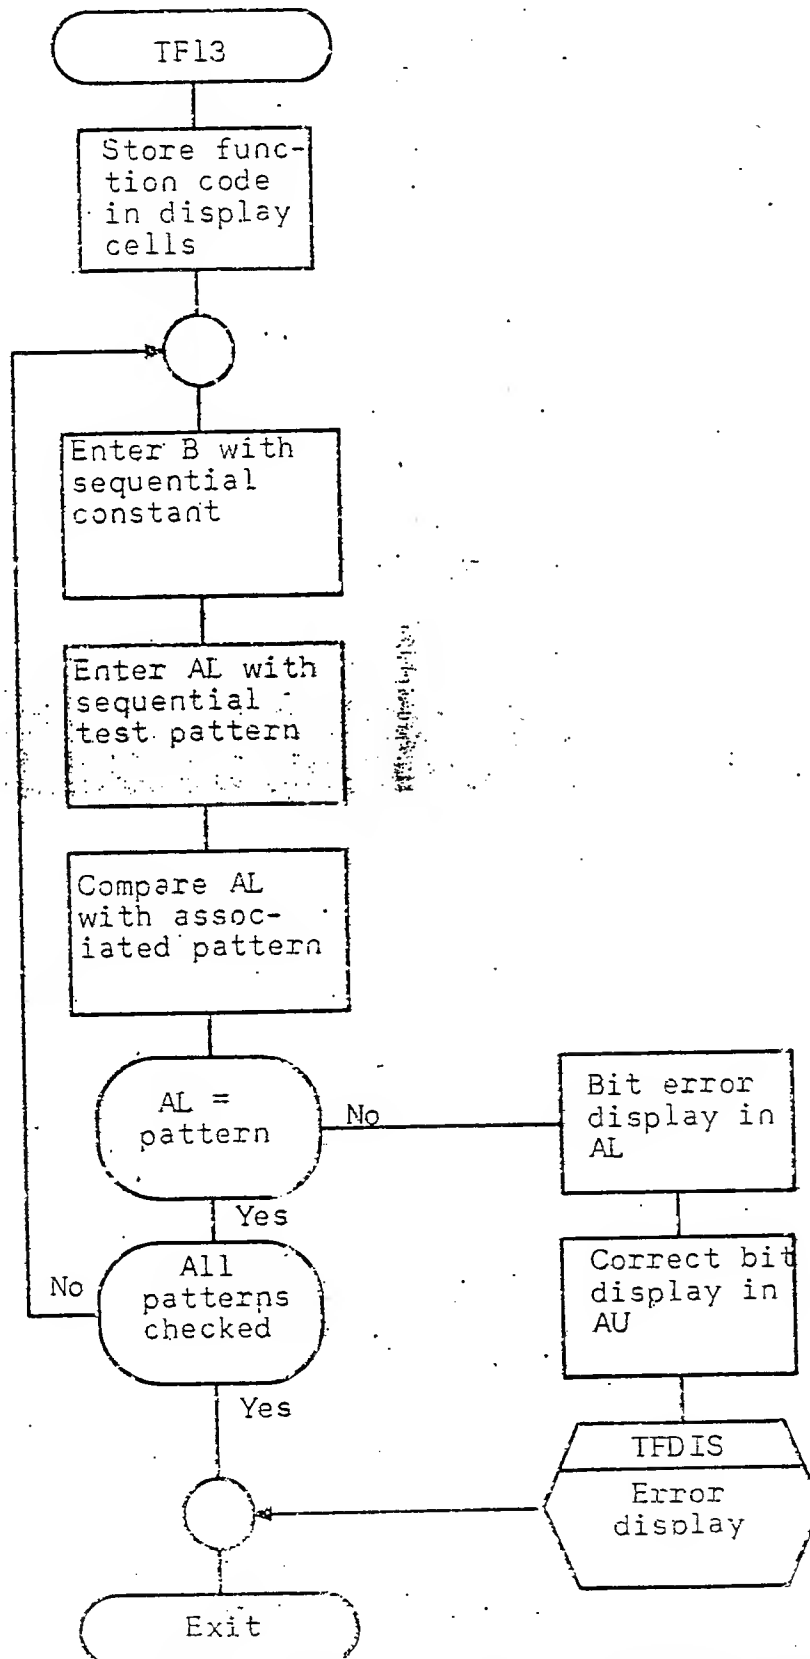 TF13
Store func-
tion code
in display
cells
Enter B with
sequential
constant
Enter AL with
sequential
test pattern
Compare AL
with assoc-
iated pattern
AL =
pattern
No
Yes
Bit error
display in
AL
Correct bit
display in
AU
No
All
patterns
checked
Yes
TFDIS
Error
display
Exit